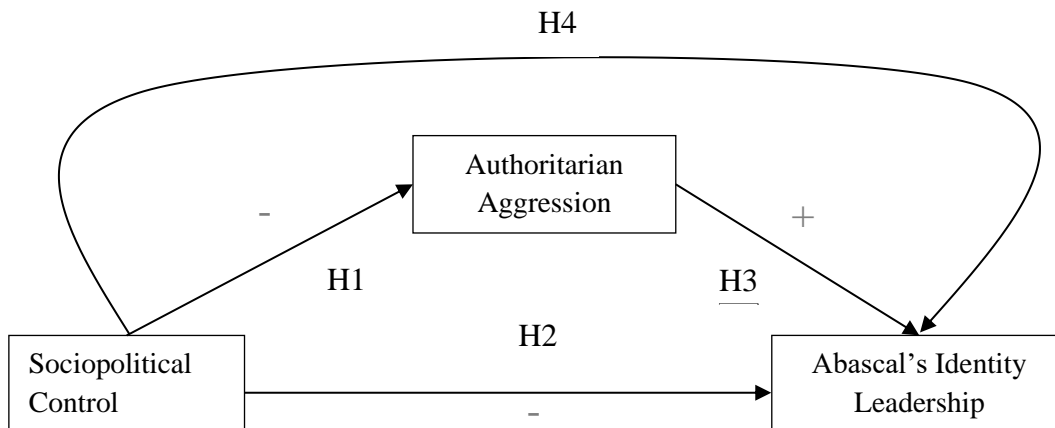 H4
Authoritarian
Aggression
-
+
H1
H3
H2
Sociopolitical
Control
Abascal’s Identity
Leadership
-